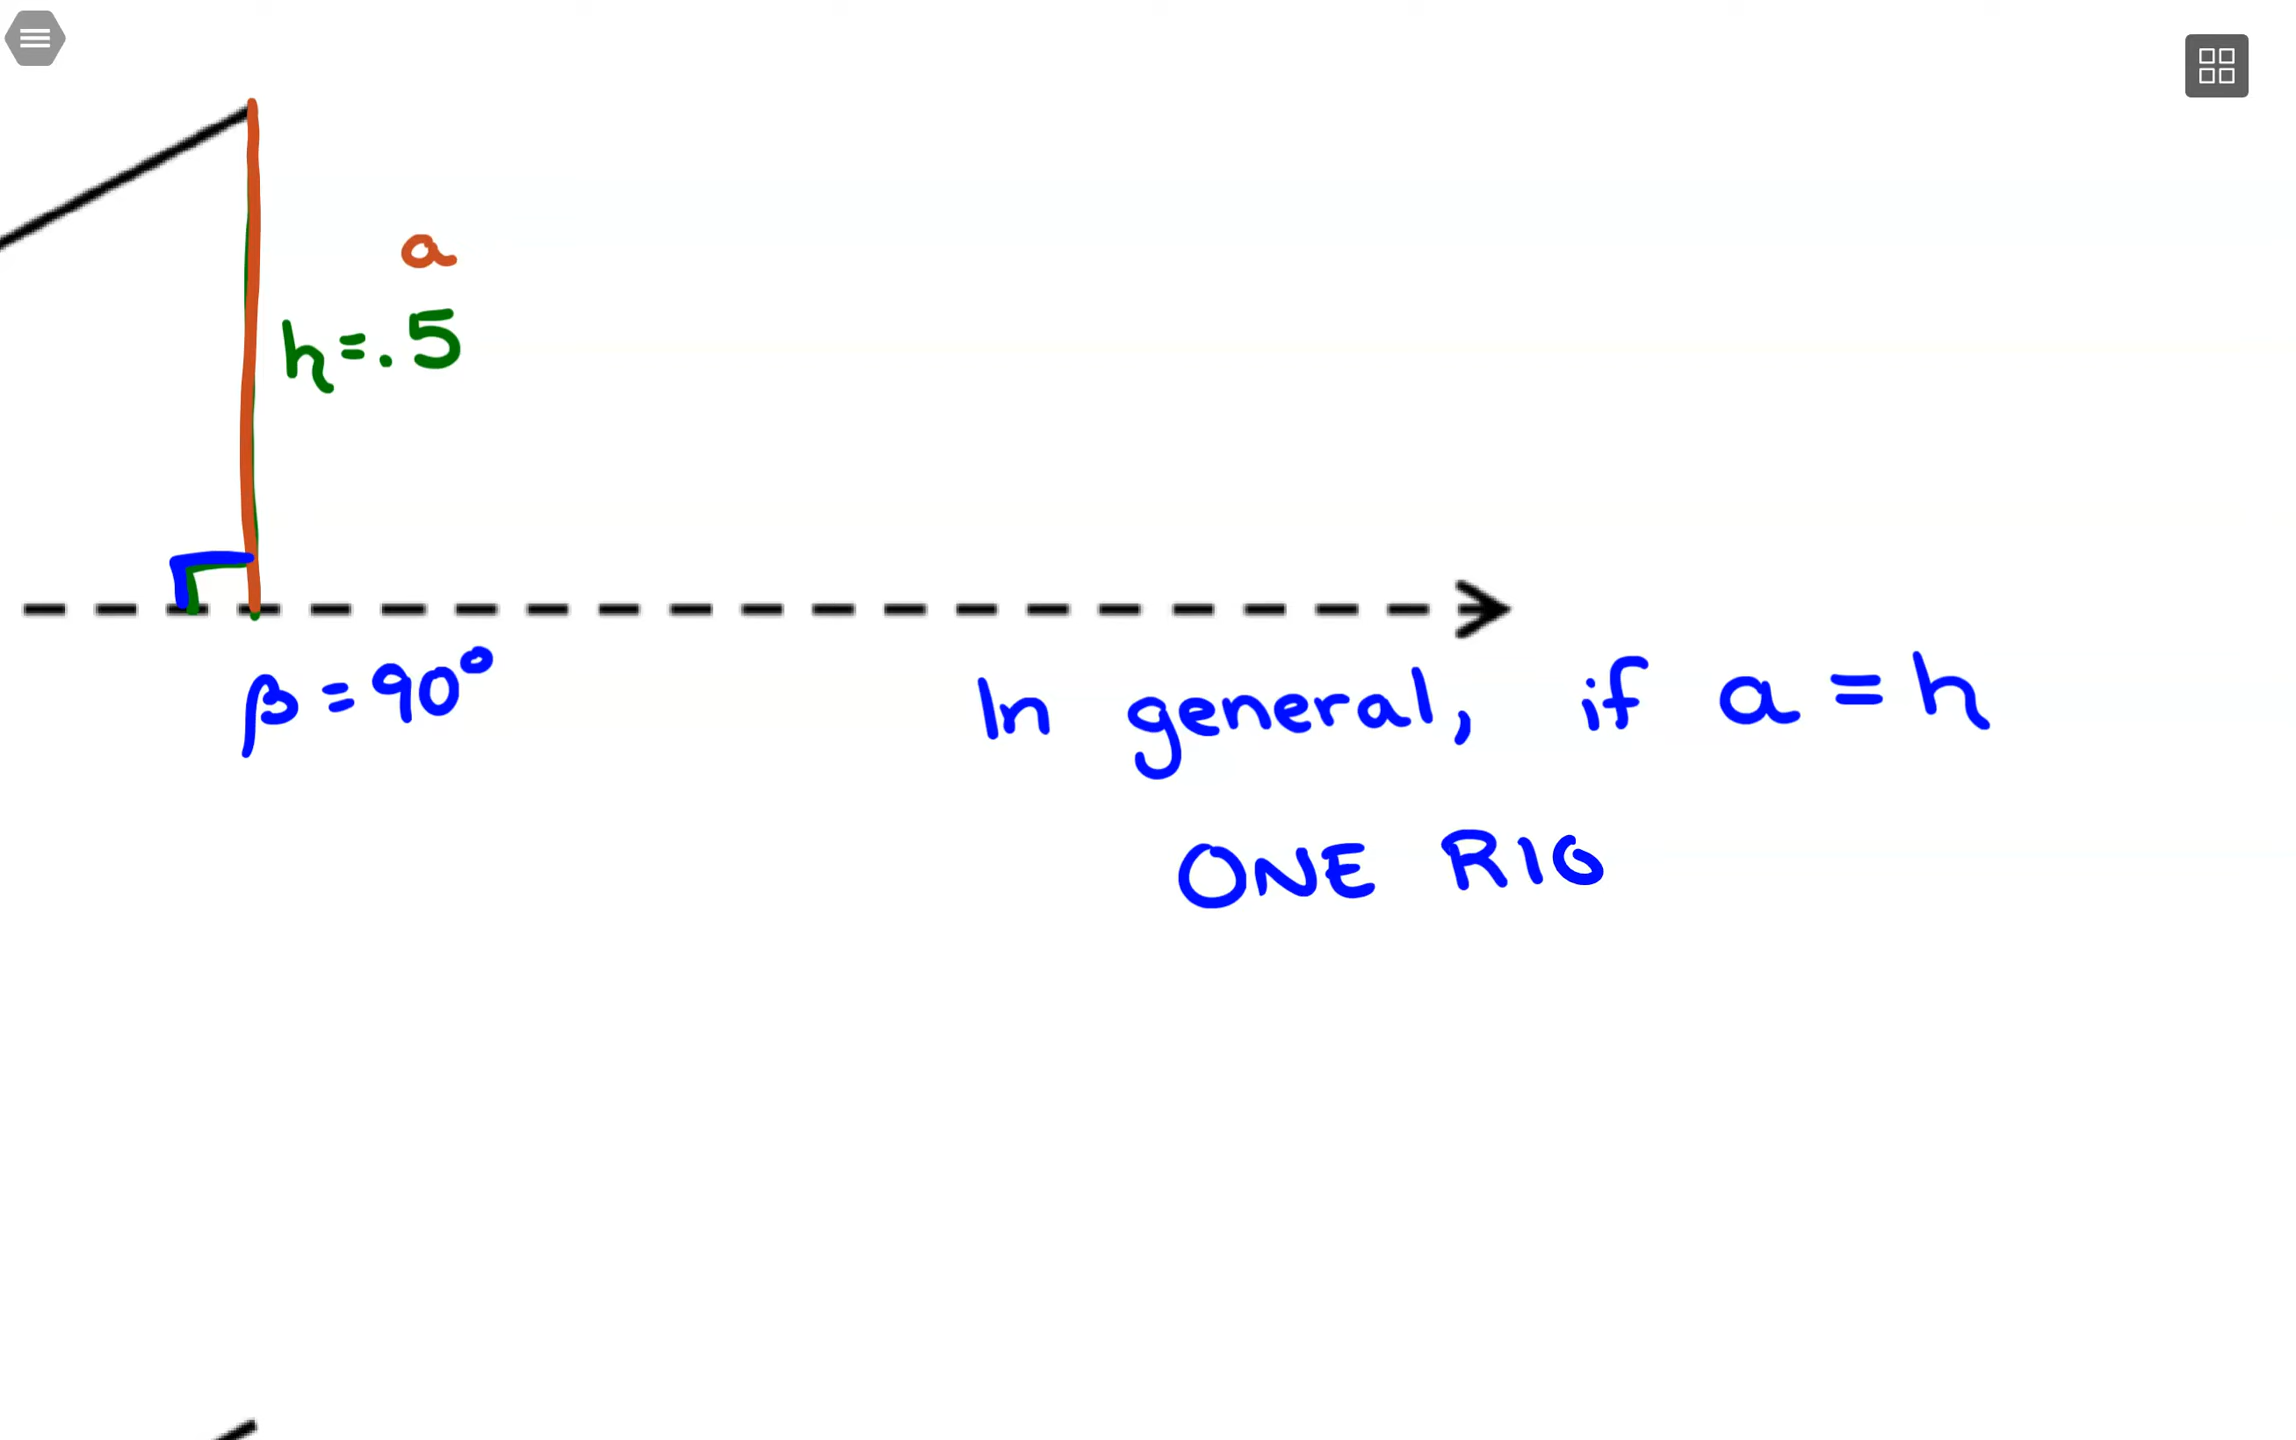 a
h=.5
β=90°
In general, if a=h
ONE RIG